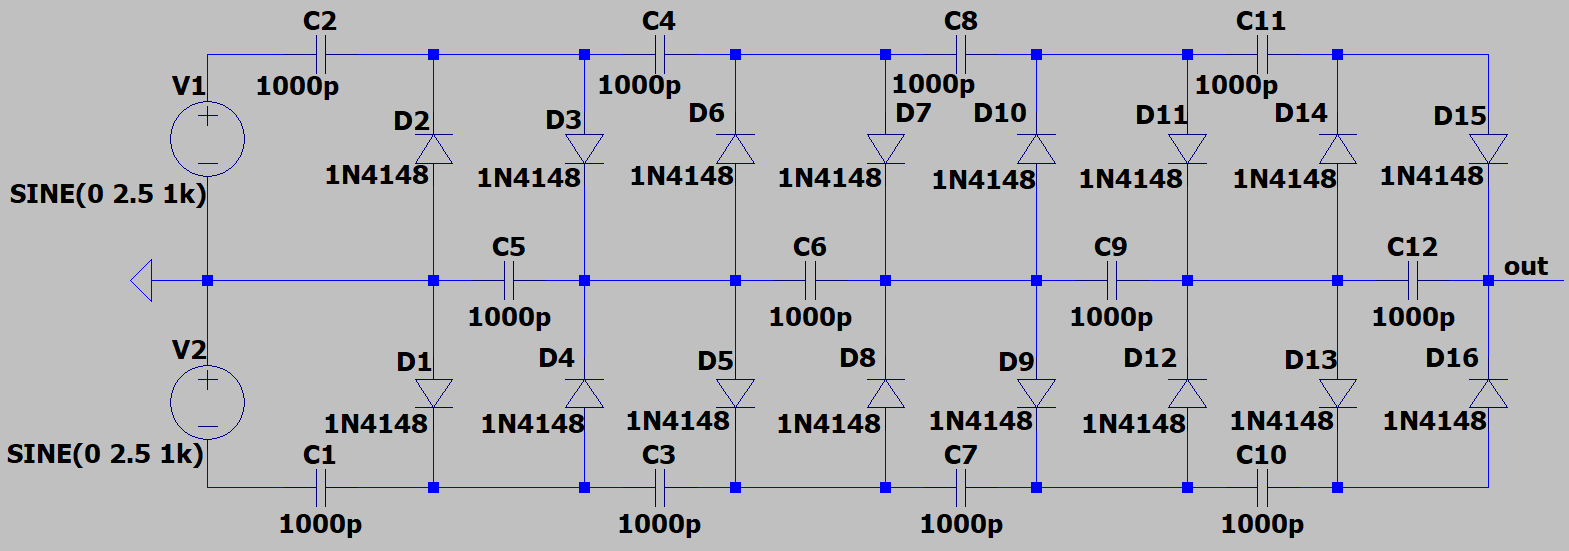 C2
C4
C8
C11
V1
1000p
1000p
1000p
1000p
D2
D3
D6
D7
D10
D11
D14
D15
1N4148
1N4148
1N4148
1N4148
1N4148
1N4148
1N4148
1N4148
SINE(0 2.5 1k)
C5
C6
C9
C12
out
1000p
1000p
1000p
1000p
V2
D1
D4
D5
D8
D9
D12
D13
D16
1N4148
1N4148
1N4148
1N4148
1N4148
1N4148
1N4148
1N4148
SINE(0 2.5 1k)
C1
C3
C7
C10
1000p
1000p
1000p
1000p